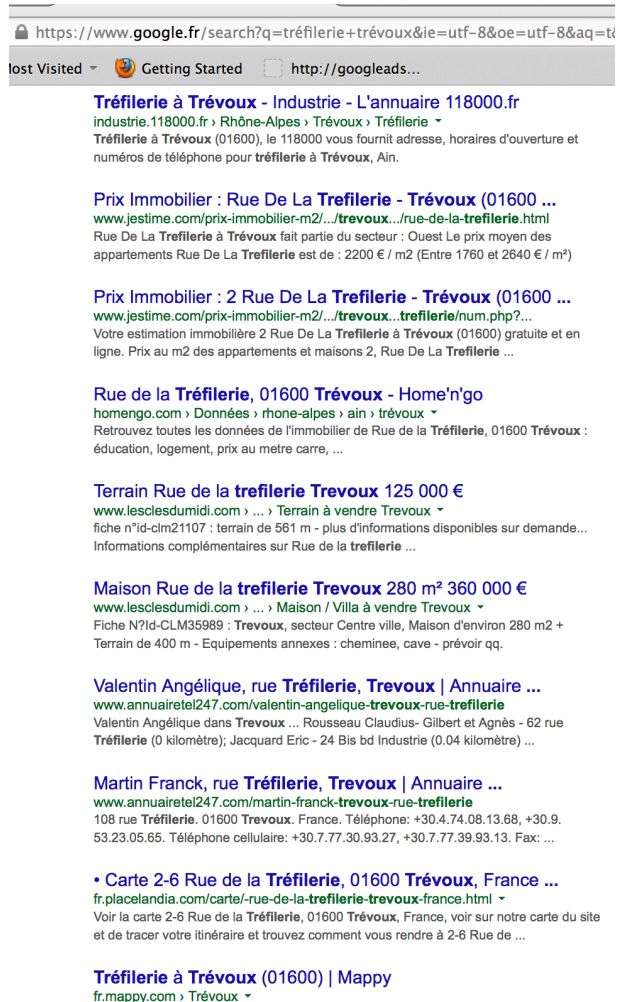 https://www.google.fr/search?q=tréfilerie+trévoux&ie=utf-8&oe=utf-8&aq=t&
Most Visited Getting Started http://googleads...
Tréfilerie à Trévoux - Industrie - L'annuaire 118000.fr
industrie.118000.fr › Rhône-Alpes › Trévoux › Tréfilerie
Tréfilerie à Trévoux (01600), le 118000 vous fournit adresse, horaires d'ouverture et
numéros de téléphone pour tréfilerie à Trévoux, Ain.
Prix Immobilier : Rue De La Trefilerie - Trévoux (01600 ...
www.jestime.com/prix-immobilier-m2/.../trevoux.../rue-de-la-trefilerie.html
Rue De La Trefilerie à Trévoux fait partie du secteur : Ouest Le prix moyen des
appartements Rue De La Trefilerie est de : 2200 € / m2 (Entre 1760 et 2640 € / m²)
Prix Immobilier : 2 Rue De La Trefilerie - Trévoux (01600 ...
www.jestime.com/prix-immobilier-m2/.../trevoux...trefilerie/num.php?...
Votre estimation immobilière 2 Rue De La Trefilerie à Trévoux (01600) gratuite et en
ligne. Prix au m2 des appartements et maisons 2, Rue De La Trefilerie ...
Rue de la Tréfilerie, 01600 Trévoux - Home'n'go
homengo.com › Données › rhone-alpes › ain › trévoux
Retrouvez toutes les données de l'immobilier de Rue de la Tréfilerie, 01600 Trévoux :
éducation, logement, prix au metre carre, ...
Terrain Rue de la trefilerie Trevoux 125 000 €
www.lesclesdumidi.com › ... › Terrain à vendre Trevoux
fiche n°id-clm21107 : terrain de 561 m - plus d'informations disponibles sur demande...
Informations complémentaires sur Rue de la trefilerie ...
Maison Rue de la trefilerie Trevoux 280 m² 360 000 €
www.lesclesdumidi.com › ... › Maison / Villa à vendre Trevoux
Fiche N?Id-CLM35989 : Trevoux, secteur Centre ville, Maison d'environ 280 m2 +
Terrain de 400 m - Equipements annexes : cheminee, cave - prévoir qq.
Valentin Angélique, rue Tréfilerie, Trevoux | Annuaire ...
www.annuairetel247.com/valentin-angelique-trevoux-rue-trefilerie
Valentin Angélique dans Trevoux ... Rousseau Claudius- Gilbert et Agnès - 62 rue
Tréfilerie (0 kilomètre); Jacquard Eric - 24 Bis bd Industrie (0.04 kilomètre) ...
Martin Franck, rue Tréfilerie, Trevoux | Annuaire ...
www.annuairetel247.com/martin-franck-trevoux-rue-trefilerie
108 rue Tréfilerie. 01600 Trevoux. France. Téléphone: +30.4.74.08.13.68, +30.9.
53.23.05.65. Téléphone cellulaire: +30.7.77.30.93.27, +30.7.77.39.93.13. Fax: ...
• Carte 2-6 Rue de la Tréfilerie, 01600 Trévoux, France ...
fr.placelandia.com/carte/-rue-de-la-trefilerie-trevoux-france.html
Voir la carte 2-6 Rue de la Tréfilerie, 01600 Trévoux, France, voir sur notre carte du site
et de tracer votre itinéraire et trouvez comment vous rendre à 2-6 Rue de ...
Tréfilerie à Trévoux (01600) | Mappy
fr.mappy.com › Trévoux